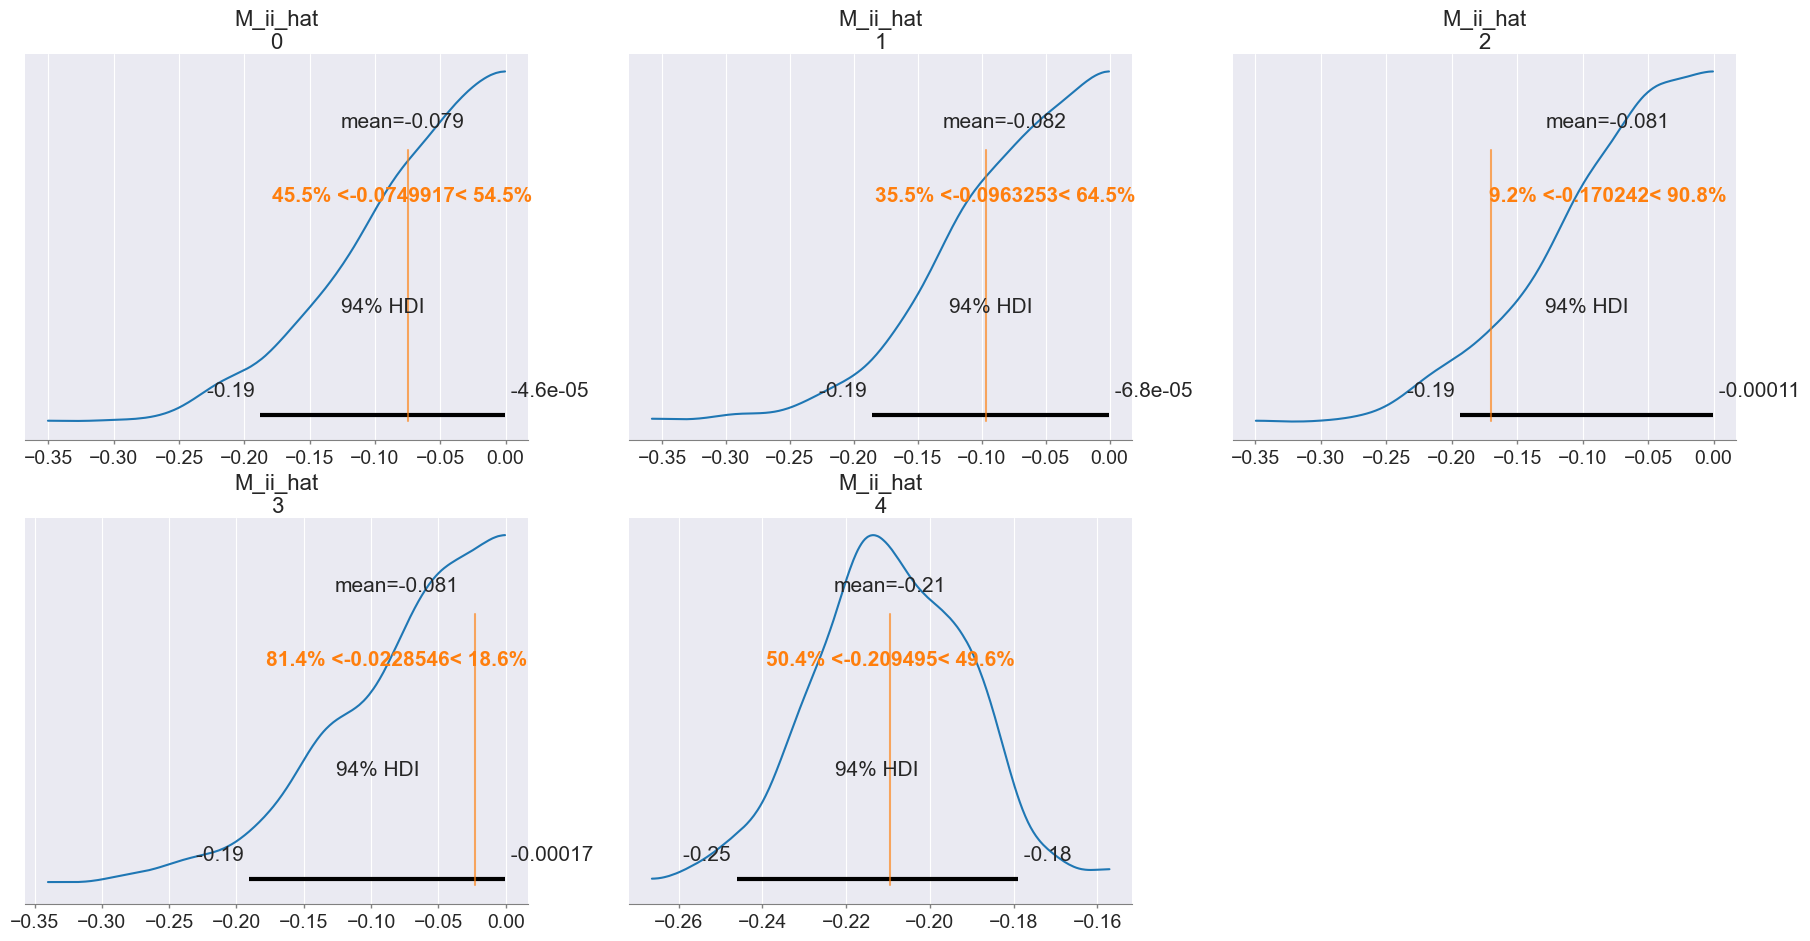 M_ii_hat
0
mean=-0.079
45.5% <-0.0749917< 54.5%
94% HDI
-0.19
-4.6e-05
−0.35 −0.30 −0.25 −0.20 −0.15 −0.10 −0.05 0.00
M_ii_hat
1
mean=-0.082
35.5% <-0.0963253< 64.5%
94% HDI
-0.19
-6.8e-05
−0.35 −0.30 −0.25 −0.20 −0.15 −0.10 −0.05 0.00
M_ii_hat
2
mean=-0.081
9.2% <-0.170242< 90.8%
94% HDI
-0.19
-0.00011
−0.35 −0.30 −0.25 −0.20 −0.15 −0.10 −0.05 0.00
M_ii_hat
3
mean=-0.081
81.4% <-0.0228546< 18.6%
94% HDI
-0.19
-0.00017
−0.35 −0.30 −0.25 −0.20 −0.15 −0.10 −0.05 0.00
M_ii_hat
4
mean=-0.21
50.4% <-0.209495< 49.6%
94% HDI
-0.25
-0.18
−0.26 −0.24 −0.22 −0.20 −0.18 −0.16